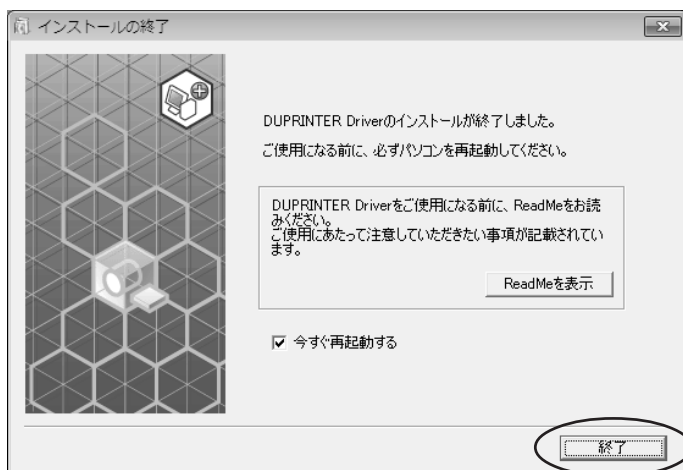 インストールの終了
DUPRINTER Driverのインストールが終了しました。
ご使用になる前に、必ずパソコンを再起動してください。
DUPRINTER Driverをご使用になる前に、ReadMeをお読
みください。
ご使用にあたって注意していただきたい事項が記載されてい
ます。
ReadMeを表示
今すぐ再起動する
終了